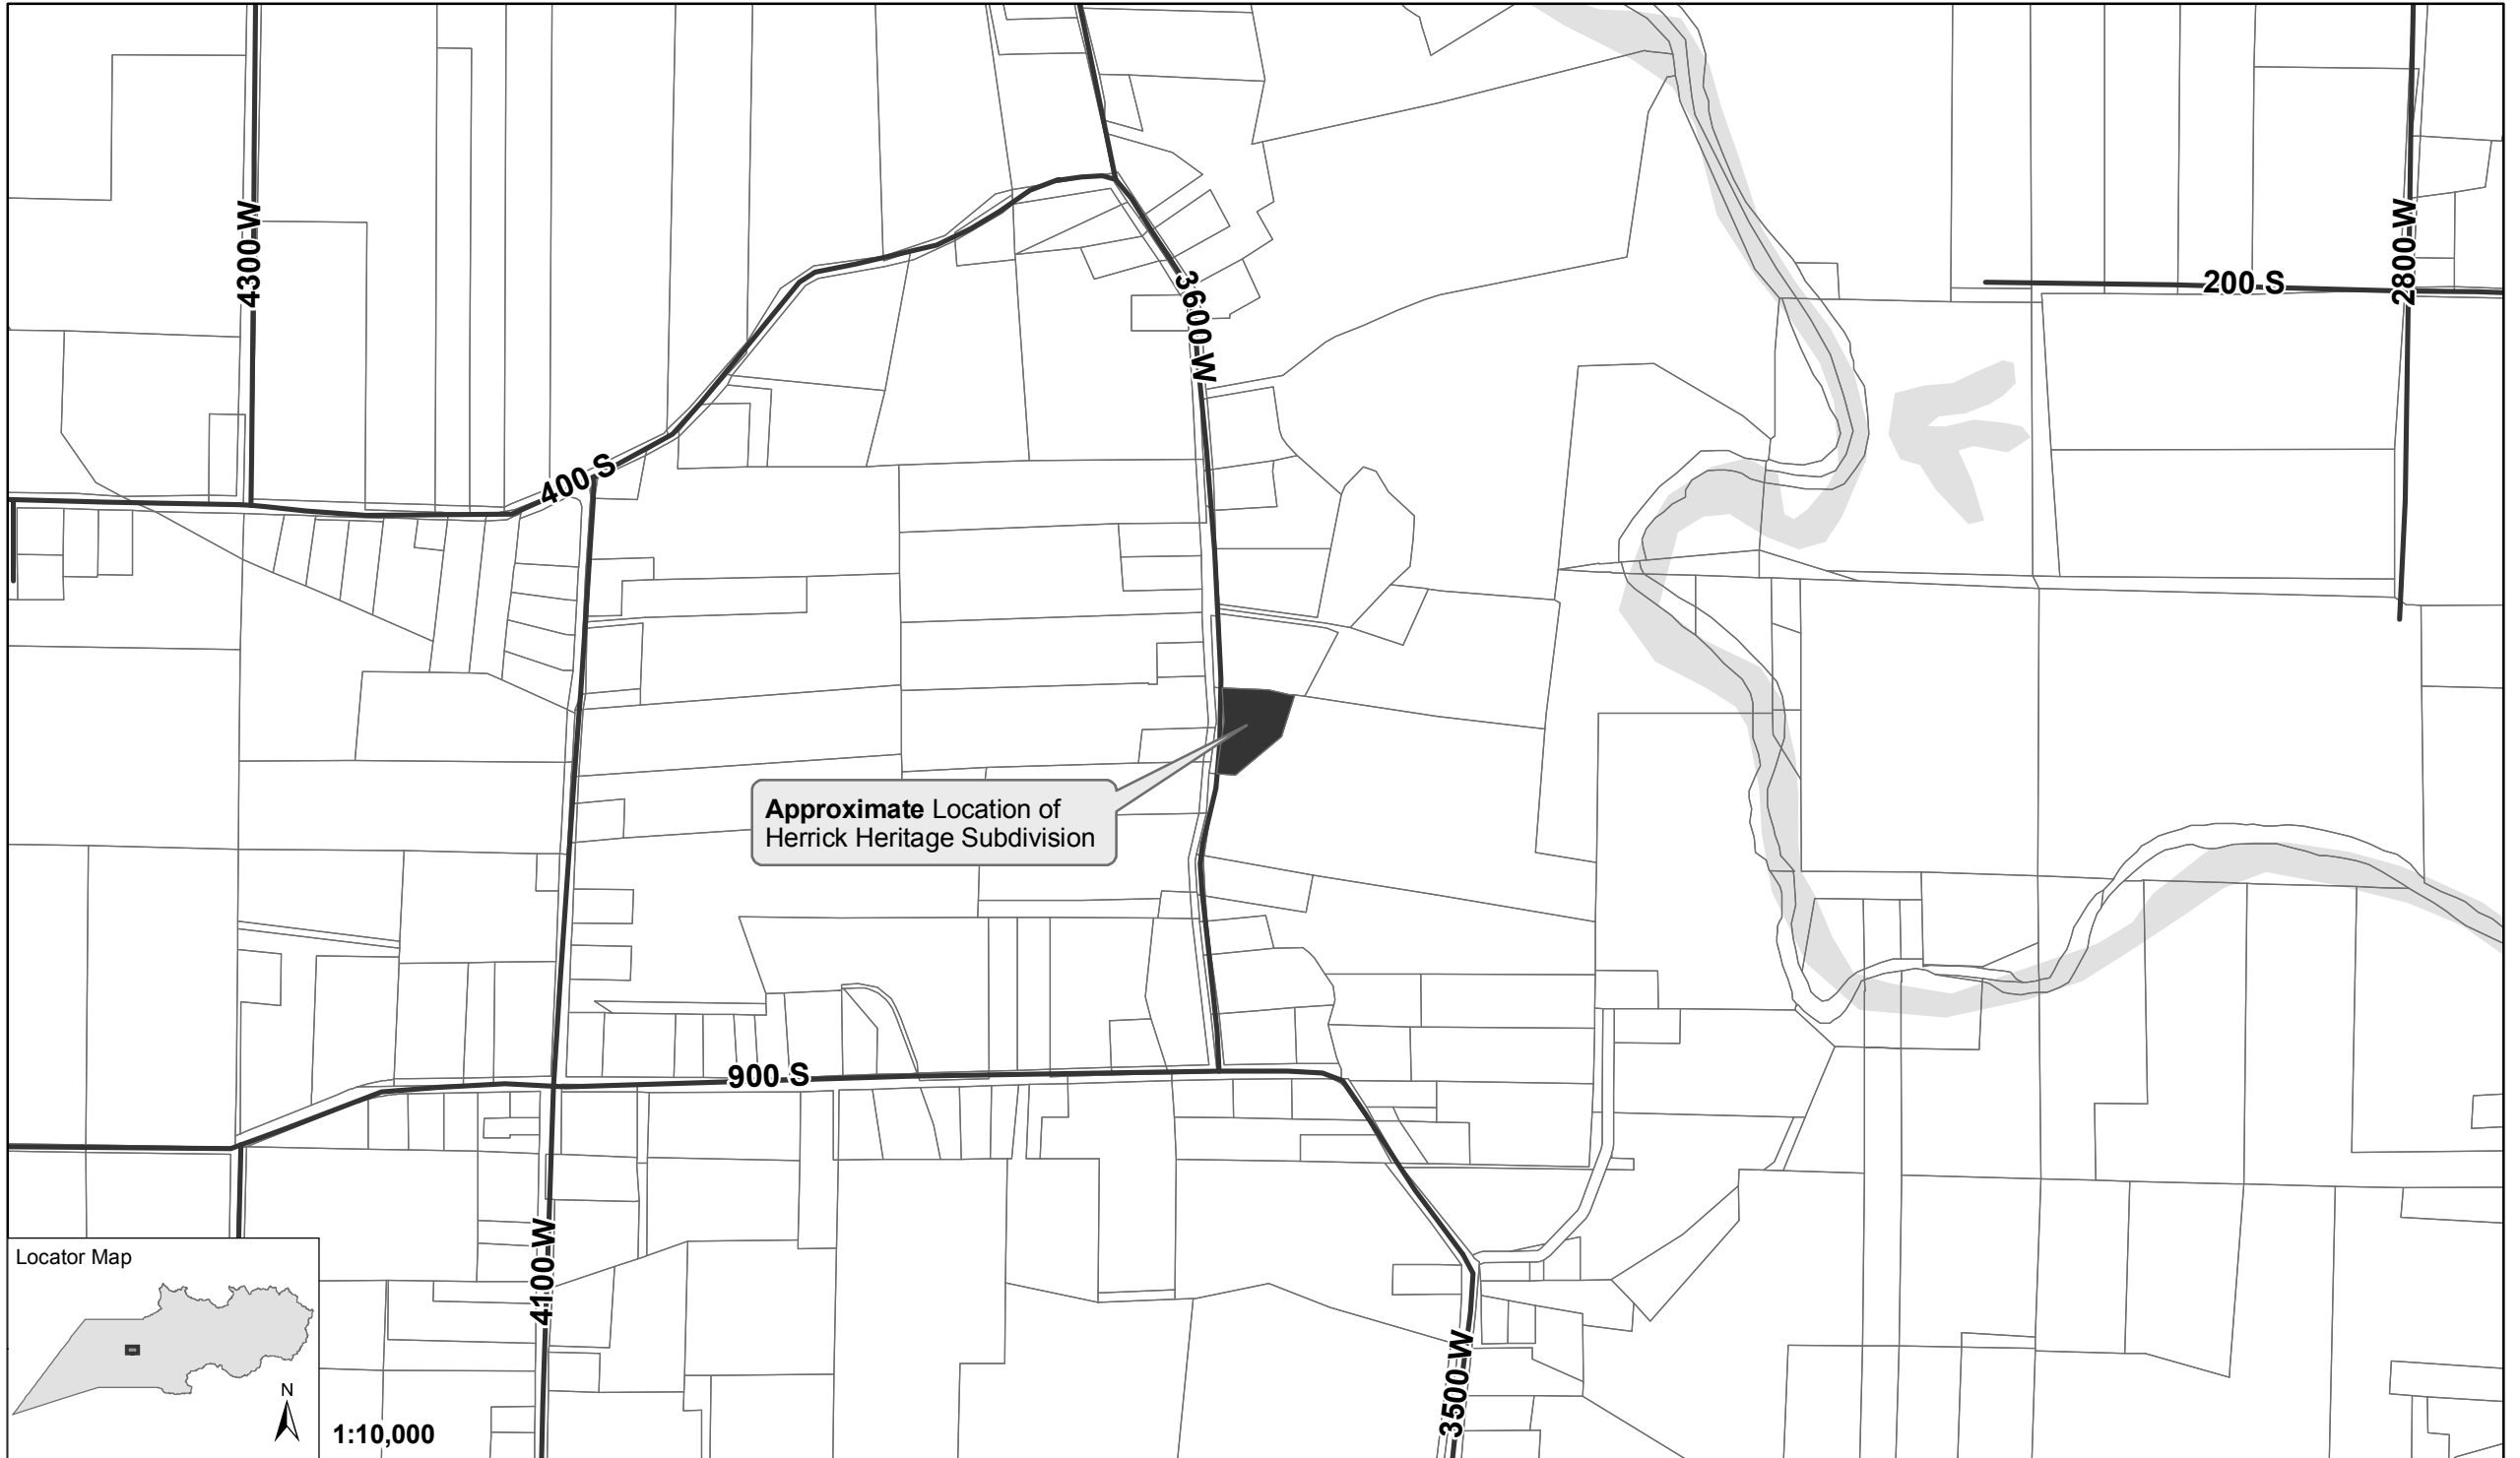 4300 W
3600 W
200 S
2800 W
400 S
Approximate Location of
Herrick Heritage Subdivision
900 S
4100 W
3500 W
Locator Map
N
1:10,000